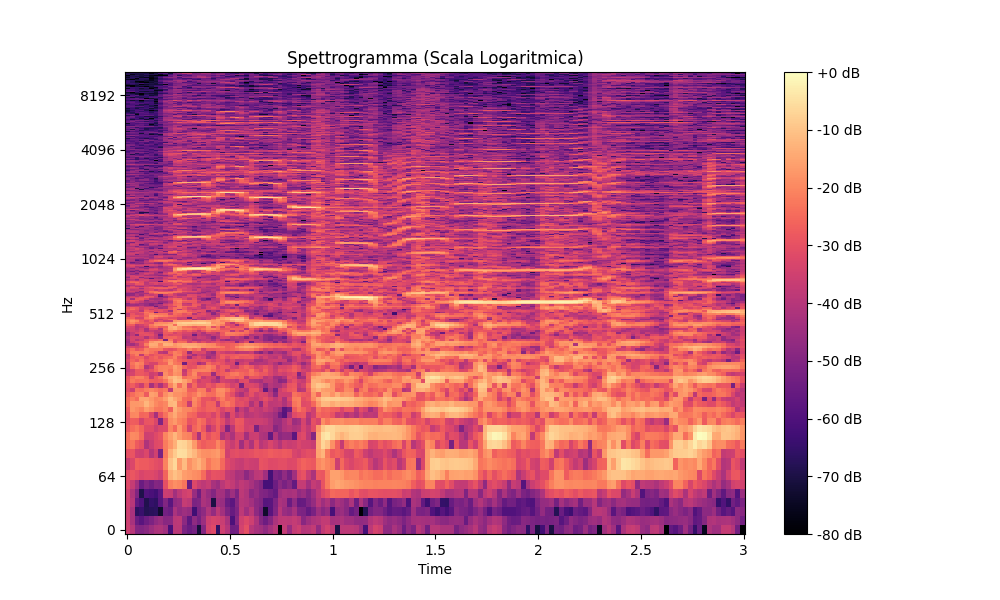 Spettrogramma (Scala Logaritmica)
Hz
8192
4096
2048
1024
512
256
128
64
0
0 0.5 1 1.5 2 2.5 3
Time
+0 dB
-10 dB
-20 dB
-30 dB
-40 dB
-50 dB
-60 dB
-70 dB
-80 dB